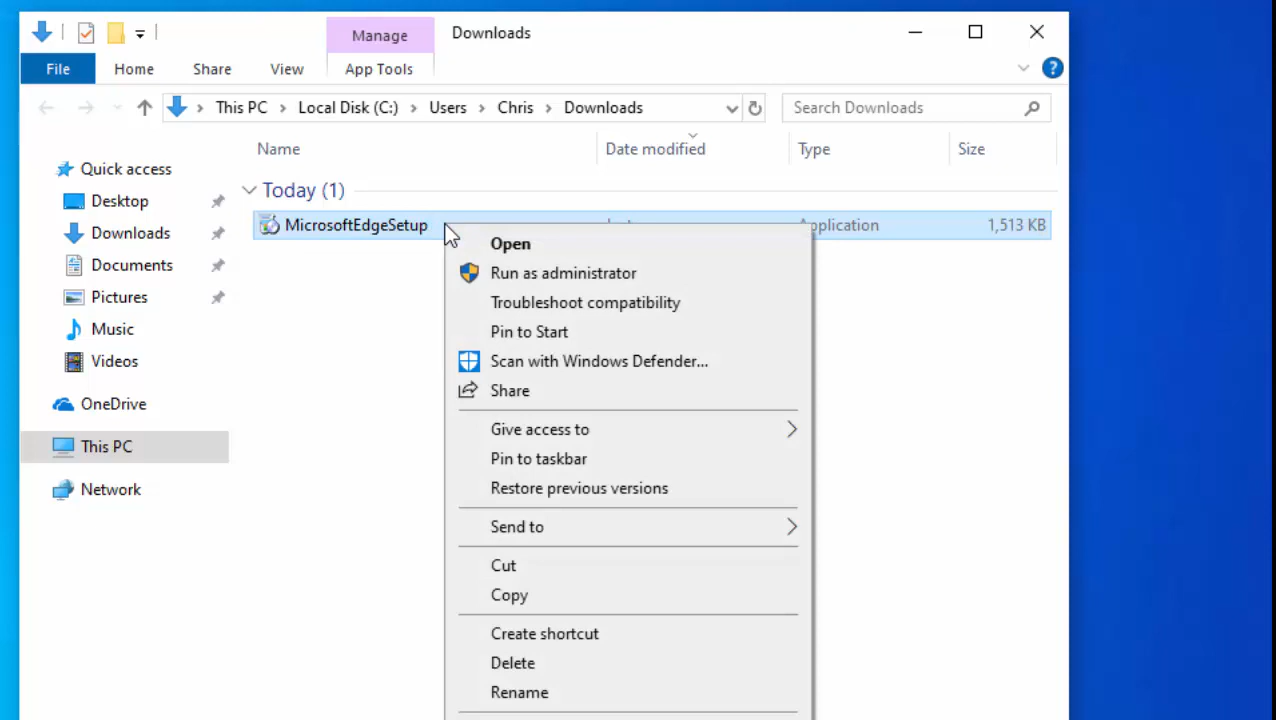 Manage
Downloads
File
Home
Share
View
App Tools
?
This PC
Local Disk (C:)
Users
Chris
Downloads
Search Downloads
Name
Date modified
Type
Size
Quick access
Desktop
Downloads
Documents
Pictures
Music
Videos
OneDrive
This PC
Network
Today (1)
MicrosoftEdgeSetup
Application
1,513 KB
Open
Run as administrator
Troubleshoot compatibility
Pin to Start
Scan with Windows Defender...
Share
Give access to
Pin to taskbar
Restore previous versions
Send to
Cut
Copy
Create shortcut
Delete
Rename